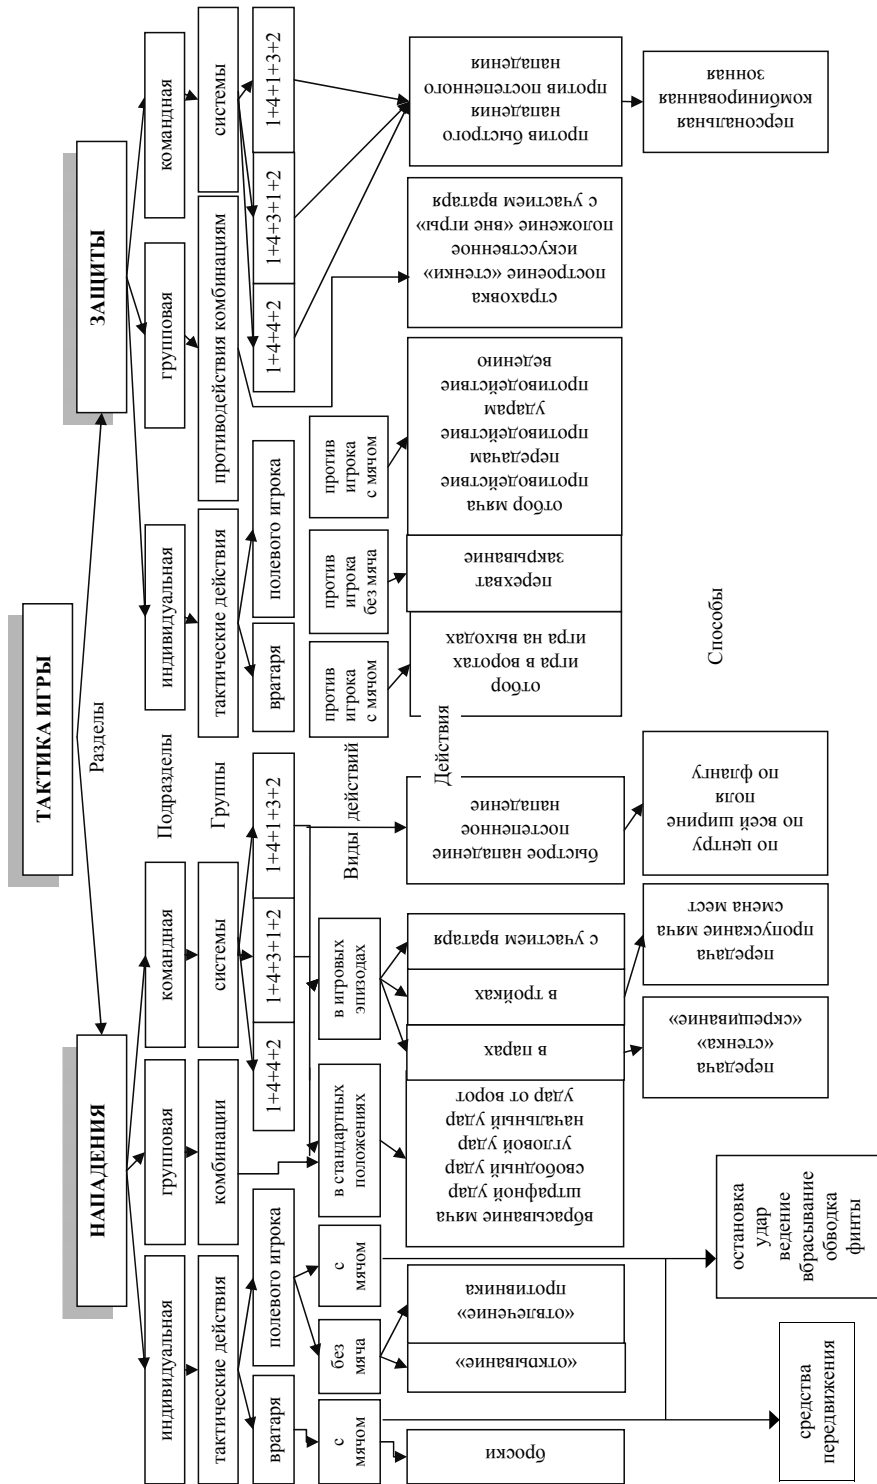 ТАКТИКА ИГРЫ
Разделы
НАПАДЕНИЯ
ЗАЩИТЫ
Подразделы
индивидуальная
групповая
командная
индивидуальная
групповая
командная
Группы
тактические действия
комбинации
системы
тактические действия
противодействия комбинациям
системы
вратаря
полевого игрока
1+4+4+2
1+4+3+1+2
1+4+1+3+2
вратаря
полевого игрока
1+4+4+2
1+4+3+1+2
1+4+1+3+2
Виды действий
с
мячом
без
мяча
с
мячом
в стандартных
положениях
в игровых
эпизодах
против
игрока
с мячом
против
игрока
без мяча
против
игрока
с мячом
Действия
броски
«открывание»
«отвлечение»
противника
вбрасывание мяча
штрафной удар
свободный удар
угловой удар
начальный удар
удар от ворот
в парах
в тройках
с участием вратаря
быстрое нападение
постепенное
нападение
отбор
игра в воротах
игра на выходах
перехват
закрывание
отбор мяча
противодействие
передачам
противодействие
ударам
противодействие
ведению
страховка
построение «стенки»
искусственное
положение «вне игры»
с участием вратаря
против быстрого
нападения
против постепенного
нападения
Способы
средства
передвижения
остановка
удар
ведение
вбрасывание
обводка
финты
передача
«стенка»
«скрещивание»
передача
пропускание мяча
смена мест
по центру
по всей ширине
поля
по флангу
персональная
комбинированная
зонная